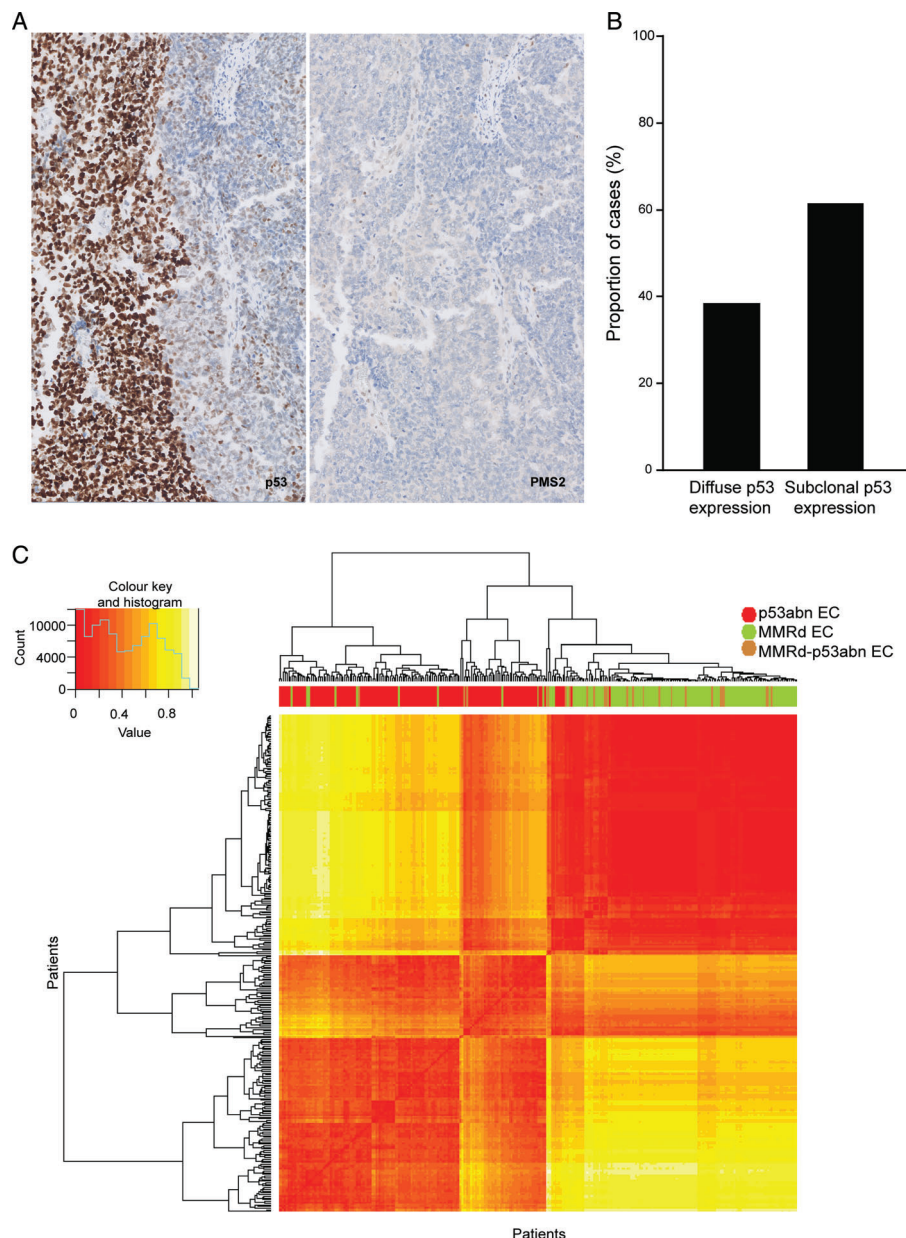 A
p53
PMS2
B
Proportion of cases (%)
100
80
60
40
20
0
Diffuse p53
expression
Subclonal p53
expression
C
Colour key
and histogram
Count
10000
4000
0
0
0.4
0.8
Value
p53abn EC
MMRd EC
MMRd-p53abn EC
Patients
Patients